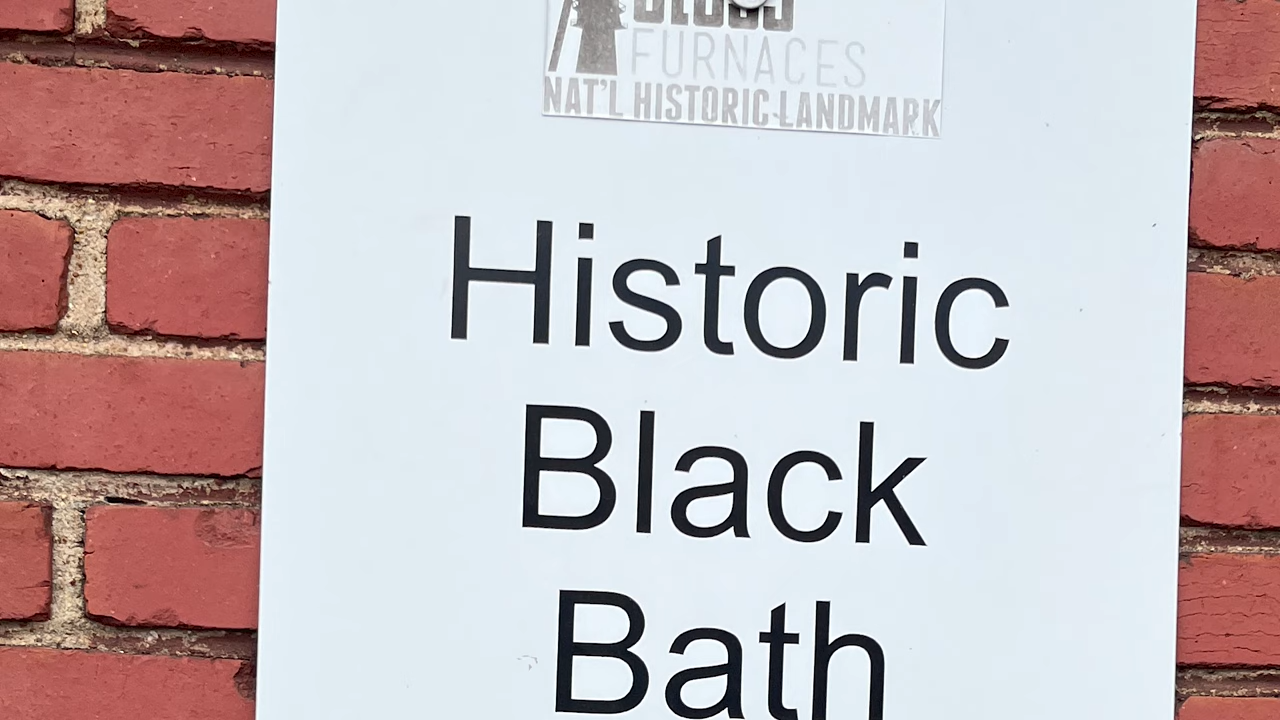 FURNACES
NAT'L HISTORIC LANDMARK
Historic
Black
Bath